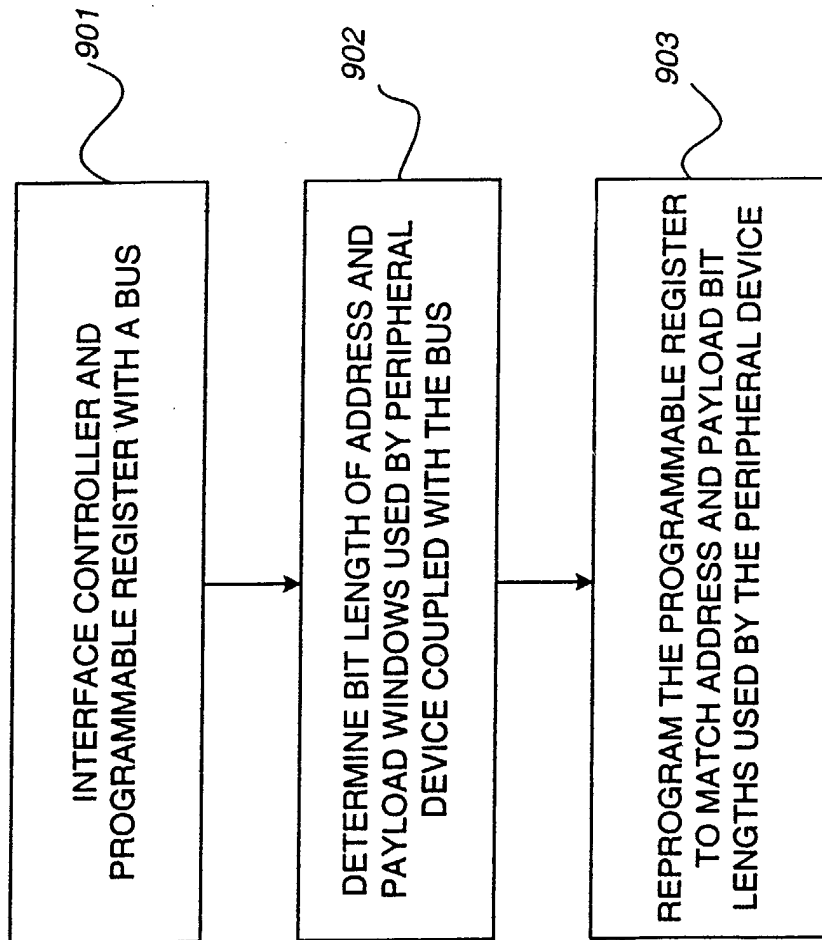 901
INTERFACE CONTROLLER AND
PROGRAMMABLE REGISTER WITH A BUS
902
DETERMINE BIT LENGTH OF ADDRESS AND
PAYLOAD WINDOWS USED BY PERIPHERAL
DEVICE COUPLED WITH THE BUS
903
REPROGRAM THE PROGRAMMABLE REGISTER
TO MATCH ADDRESS AND PAYLOAD BIT
LENGTHS USED BY THE PERIPHERAL DEVICE